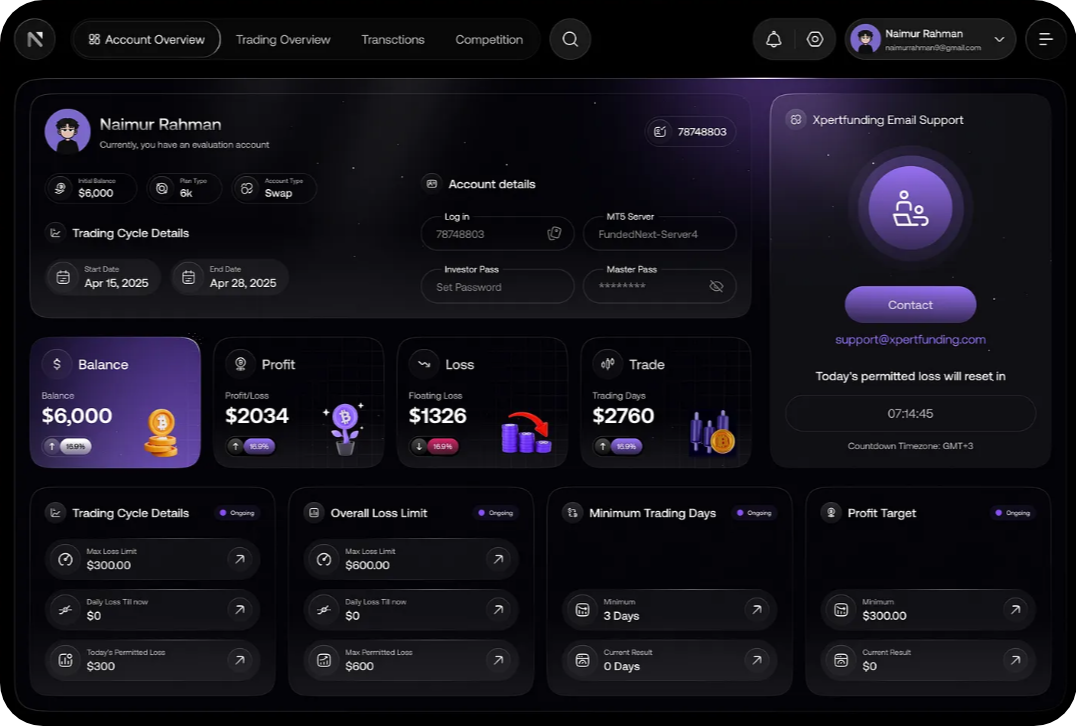 N
Account Overview
Trading Overview
Transctions
Competition
Naimur Rahman
naimurrahman9@gmail.com
Naimur Rahman
Currently, you have an evaluation account
78748803
Initial Balance
$6,000
Plan Type
6k
Account Type
Swap
Trading Cycle Details
Start Date
Apr 15, 2025
End Date
Apr 28, 2025
Account details
Log in
78748803
MT5 Server
FundedNext-Server4
Investor Pass
Set Password
Master Pass
********
Xpertfunding Email Support
Contact
support@xpertfunding.com
Today's permitted loss will reset in
07:14:45
Countdown Timezone: GMT+3
Balance
Balance
$6,000
16.9%
Profit
Profit/Loss
$2034
16.9%
Loss
Floating Loss
$1326
16.9%
Trade
Trading Days
$2760
16.9%
Trading Cycle Details
Ongoing
Max Loss Limit
$300.00
Daily Loss Till now
$0
Today's Permitted Loss
$300
Overall Loss Limit
Ongoing
Max Loss Limit
$600.00
Daily Loss Till now
$0
Max Permitted Loss
$600
Minimum Trading Days
Ongoing
Minimum
3 Days
Current Result
0 Days
Profit Target
Ongoing
Minimum
$300.00
Current Result
$0